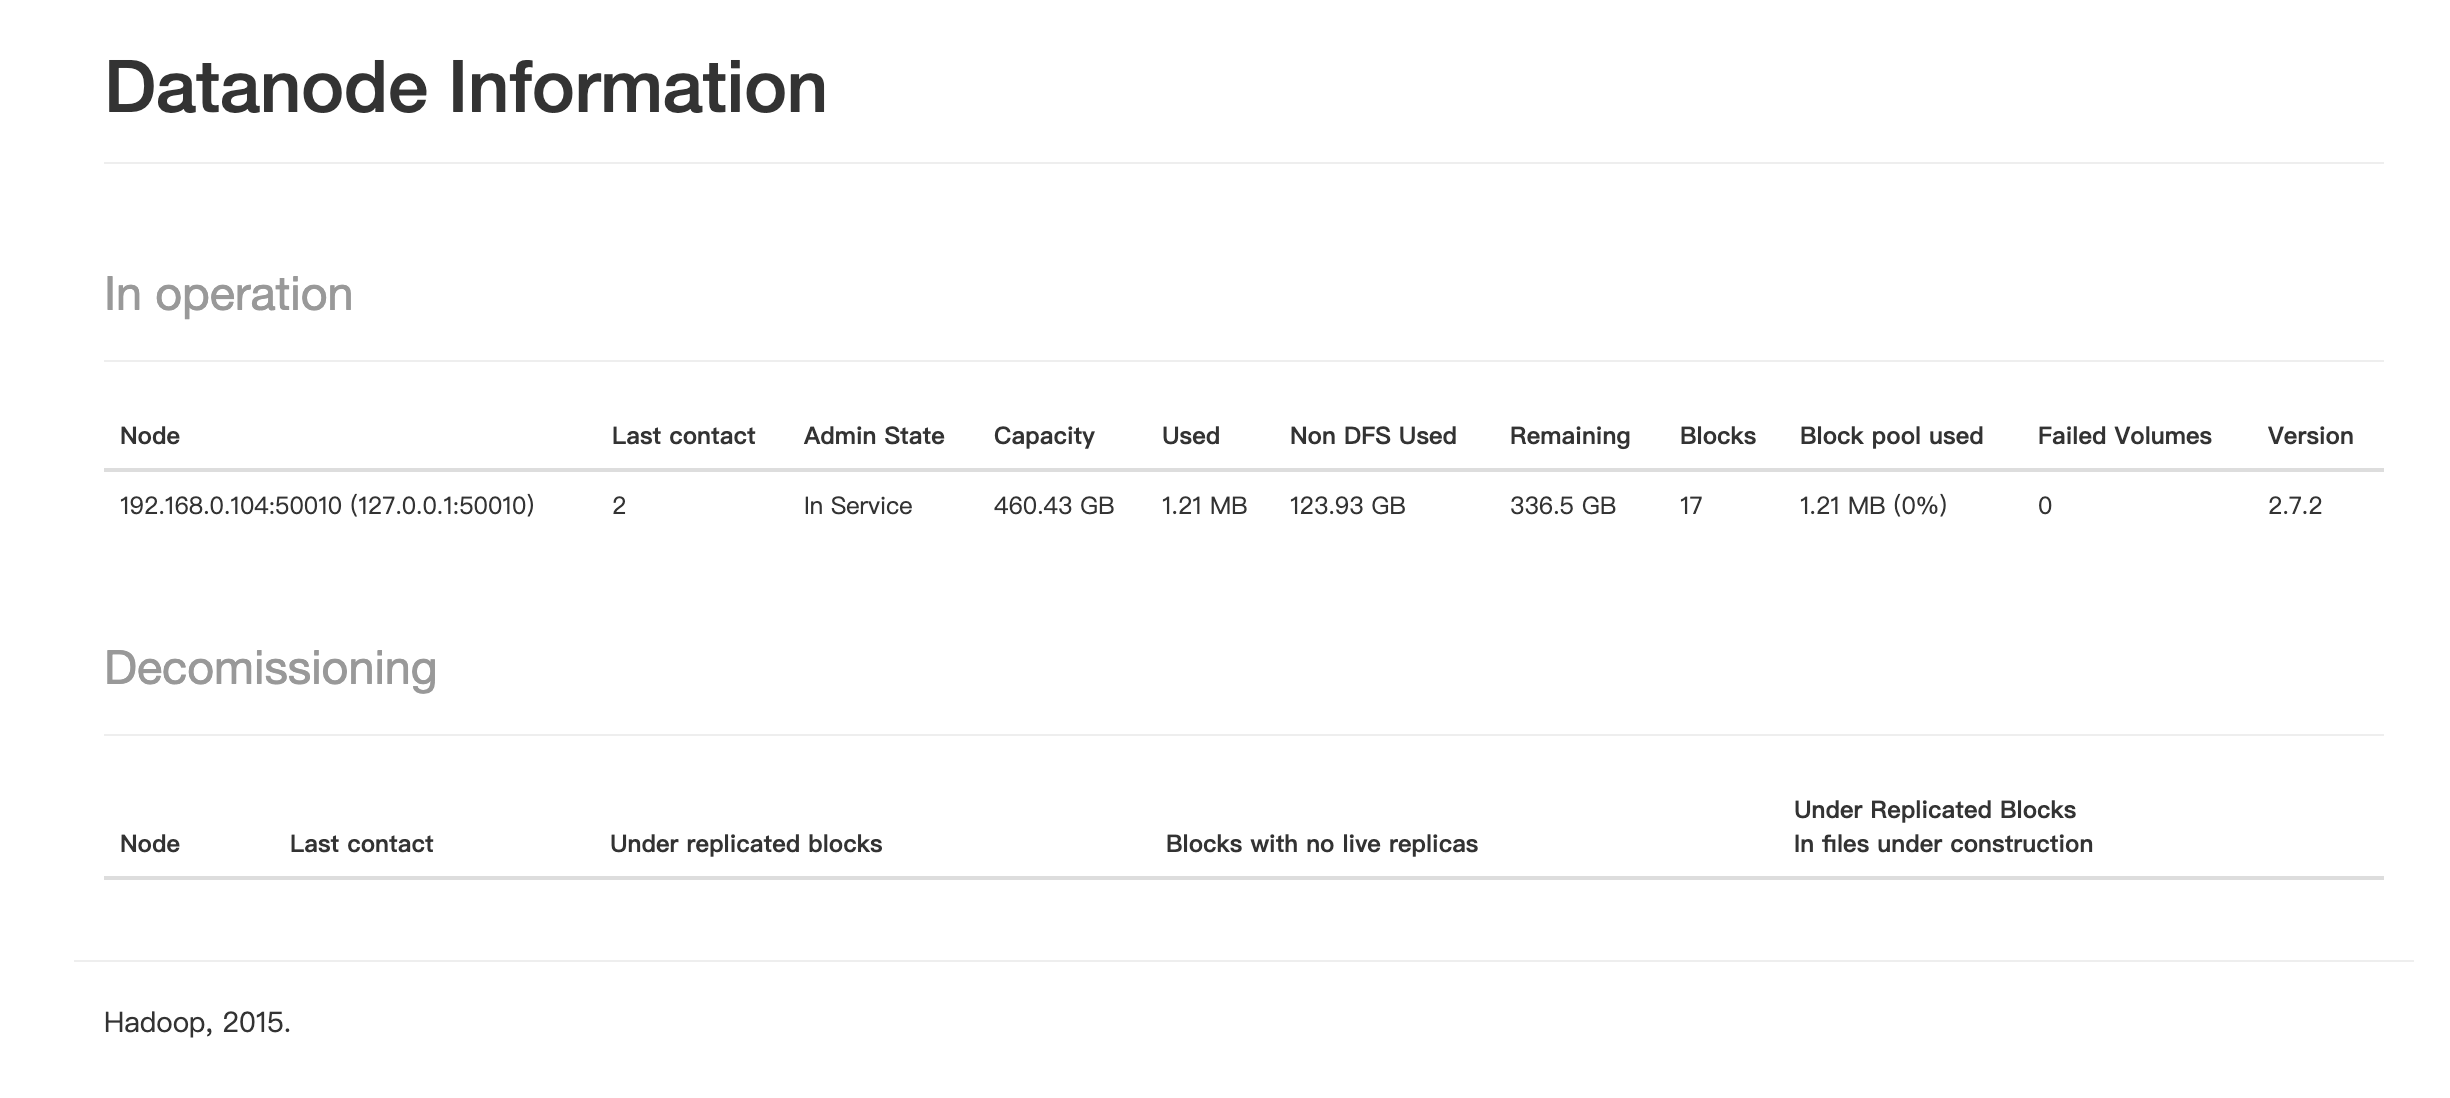 Datanode Information
In operation
Node Last contact Admin State Capacity Used Non DFS Used Remaining Blocks Block pool used Failed Volumes Version
192.168.0.104:50010 (127.0.0.1:50010) 2 In Service 460.43 GB 1.21 MB 123.93 GB 336.5 GB 17 1.21 MB (0%) 0 2.7.2
Decomissioning
Under Replicated Blocks
Node Last contact Under replicated blocks Blocks with no live replicas In files under construction
Hadoop, 2015.